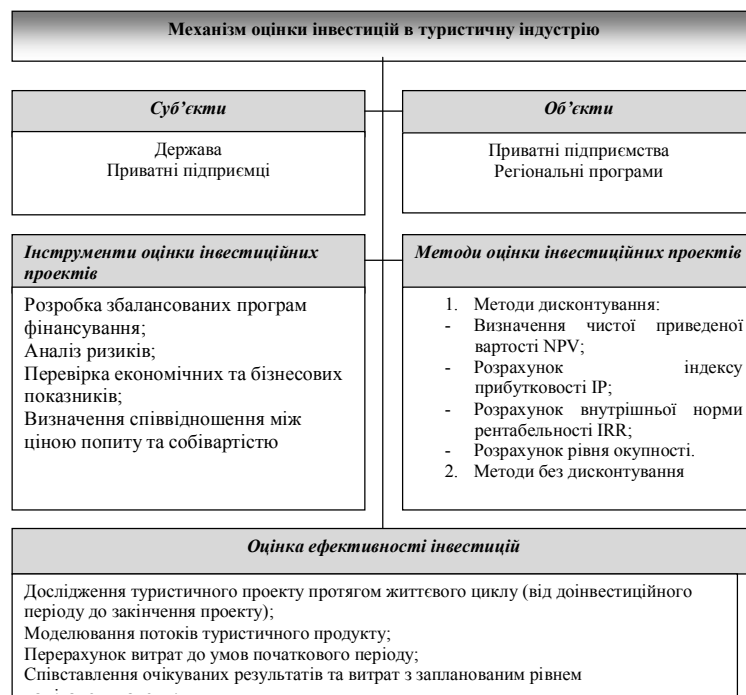 Механізм оцінки інвестицій в туристичну індустрію
Суб’єкти
Держава
Приватні підприємці
Об’єкти
Приватні підприємства
Регіональні програми
Інструменти оцінки інвестиційних
проектів
Розробка збалансованих програм
фінансування;
Аналіз ризиків;
Перевірка економічних та бізнесових
показників;
Визначення співвідношення між
ціною попиту та собівартістю
Методи оцінки інвестиційних проектів
1. Методи дисконтування:
- Визначення чистої приведеної
вартості NPV;
- Розрахунок індексу
прибутковості IP;
- Розрахунок внутрішньої норми
рентабельності IRR;
- Розрахунок рівня окупності.
2. Методи без дисконтування
Оцінка ефективності інвестицій
Дослідження туристичного проекту протягом життєвого циклу (від доінвестиційного
періоду до закінчення проекту);
Моделювання потоків туристичного продукту;
Перерахунок витрат до умов початкового періоду;
Співставлення очікуваних результатів та витрат з запланованим рівнем